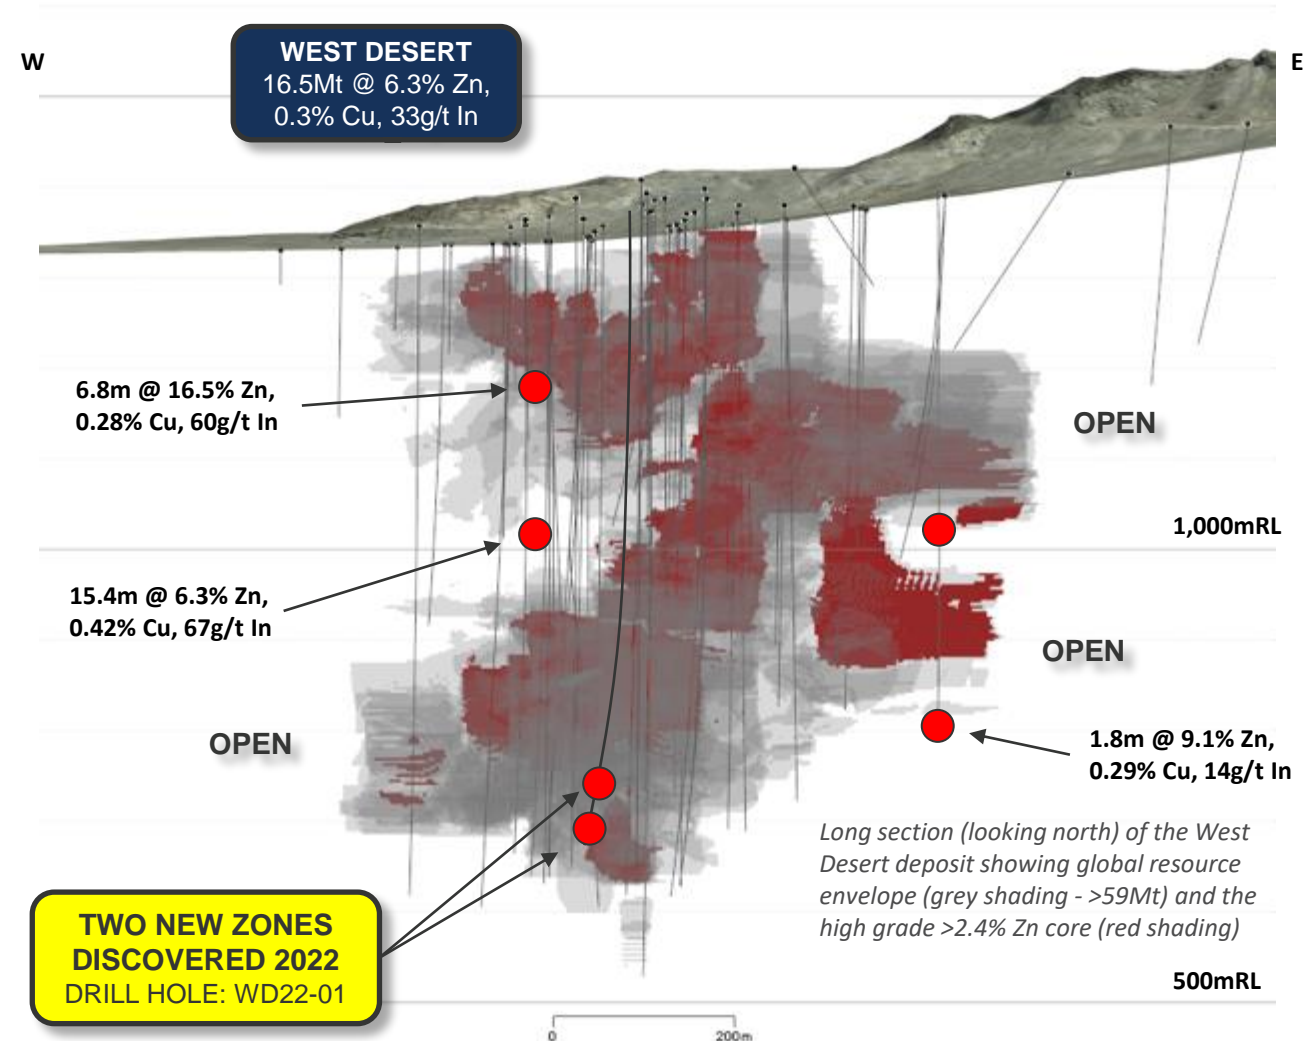 WEST DESERT
16.5Mt @ 6.3% Zn,
0.3% Cu, 33g/t In
W
E
6.8m @ 16.5% Zn,
0.28% Cu, 60g/t In
OPEN
1,000mRL
15.4m @ 6.3% Zn,
0.42% Cu, 67g/t In
OPEN
OPEN
1.8m @ 9.1% Zn,
0.29% Cu, 14g/t In
Long section (looking north) of the West
Desert deposit showing global resource
envelope (grey shading - >59Mt) and the
high grade >2.4% Zn core (red shading)
TWO NEW ZONES
DISCOVERED 2022
DRILL HOLE: WD22-01
500mRL
0 200m